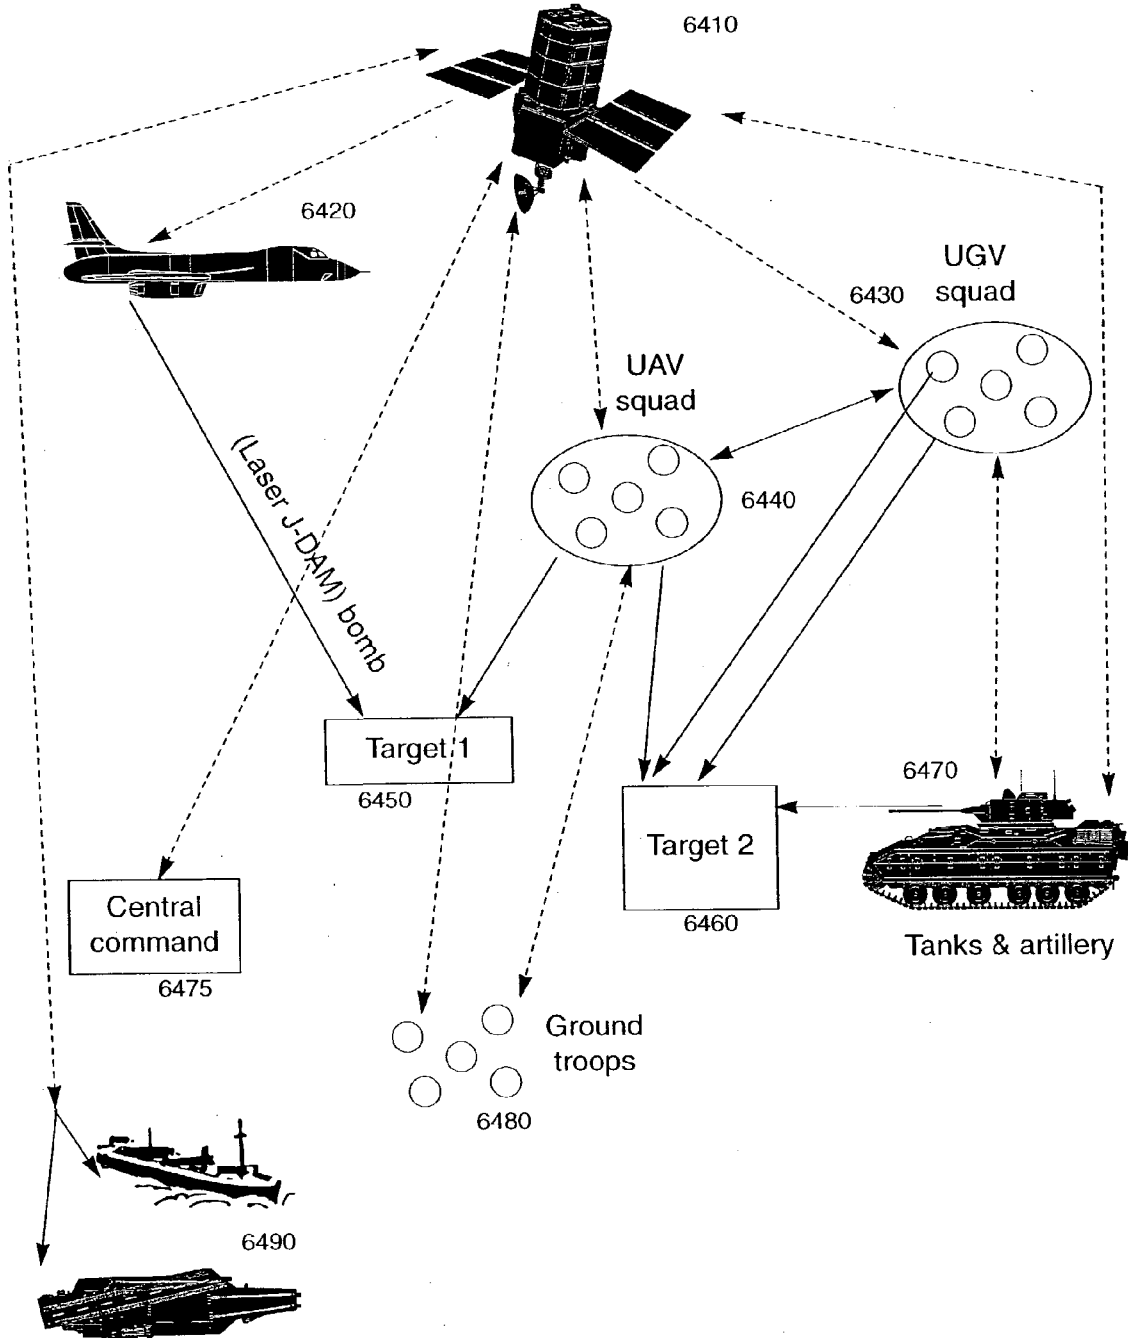 6410
6420
UGV
squad
6430
UAV
squad
(Laser J-DAM) bomb
6440
Target 1
6450
6470
Target 2
6460
Central
command
6475
Tanks & artillery
Ground
troops
6480
6490